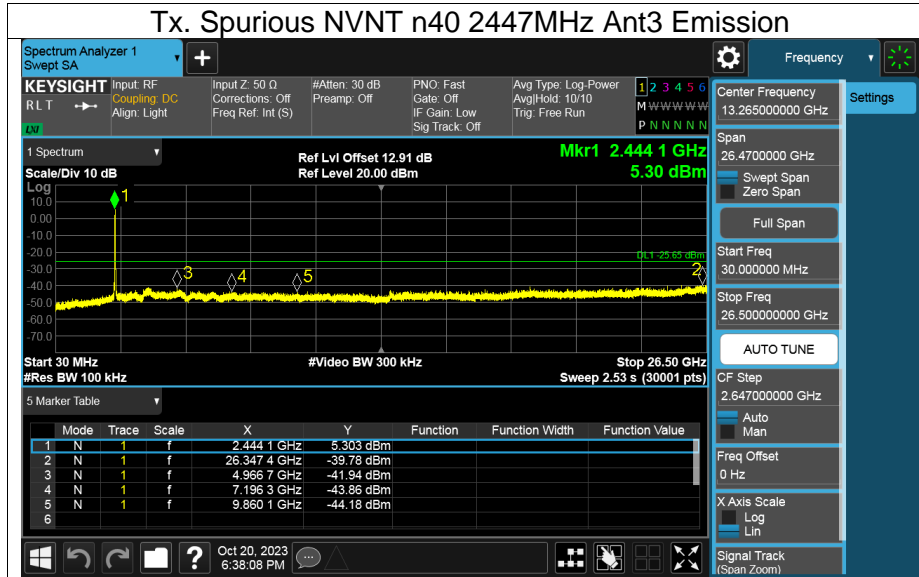 Tx. Spurious NVNT n40 2447MHz Ant3 Emission
Spectrum Analyzer 1
Swept SA
Frequency
Settings
KEYSIGHT
RLT
LXI
Input: RF
Coupling: DC
Align: Light
Input Z: 50 Ω
Corrections: Off
Freq Ref: Int (S)
#Atten: 30 dB
Preamp: Off
PNO: Fast
Gate: Off
IF Gain: Low
Sig Track: Off
Avg Type: Log-Power
Avg|Hold: 10/10
Trig: Free Run
1 2 3 4 5 6
M W W W W W
P N N N N N
1 Spectrum
Scale/Div 10 dB
Ref Lvl Offset 12.91 dB
Ref Level 20.00 dBm
Mkr1 2.444 1 GHz
5.30 dBm
Log
10.0
0.00
-10.0
-20.0
-30.0
-40.0
-50.0
-60.0
-70.0
1
3
4
5
2
DL1 -25.65 dBm
Start 30 MHz
#Res BW 100 kHz
#Video BW 300 kHz
Stop 26.50 GHz
Sweep 2.53 s (30001 pts)
5 Marker Table
Mode Trace Scale X Y Function Function Width Function Value
1 N 1 f 2.444 1 GHz 5.303 dBm
2 N 1 f 26.347 4 GHz -39.78 dBm
3 N 1 f 4.966 7 GHz -41.94 dBm
4 N 1 f 7.196 3 GHz -43.86 dBm
5 N 1 f 9.860 1 GHz -44.18 dBm
6
Center Frequency
13.265000000 GHz
Span
26.4700000 GHz
Swept Span
Zero Span
Full Span
Start Freq
30.000000 MHz
Stop Freq
26.500000000 GHz
AUTO TUNE
CF Step
2.647000000 GHz
Auto
Man
Freq Offset
0 Hz
X Axis Scale
Log
Lin
Signal Track
(Span Zoom)
?
Oct 20, 2023
6:38:08 PM